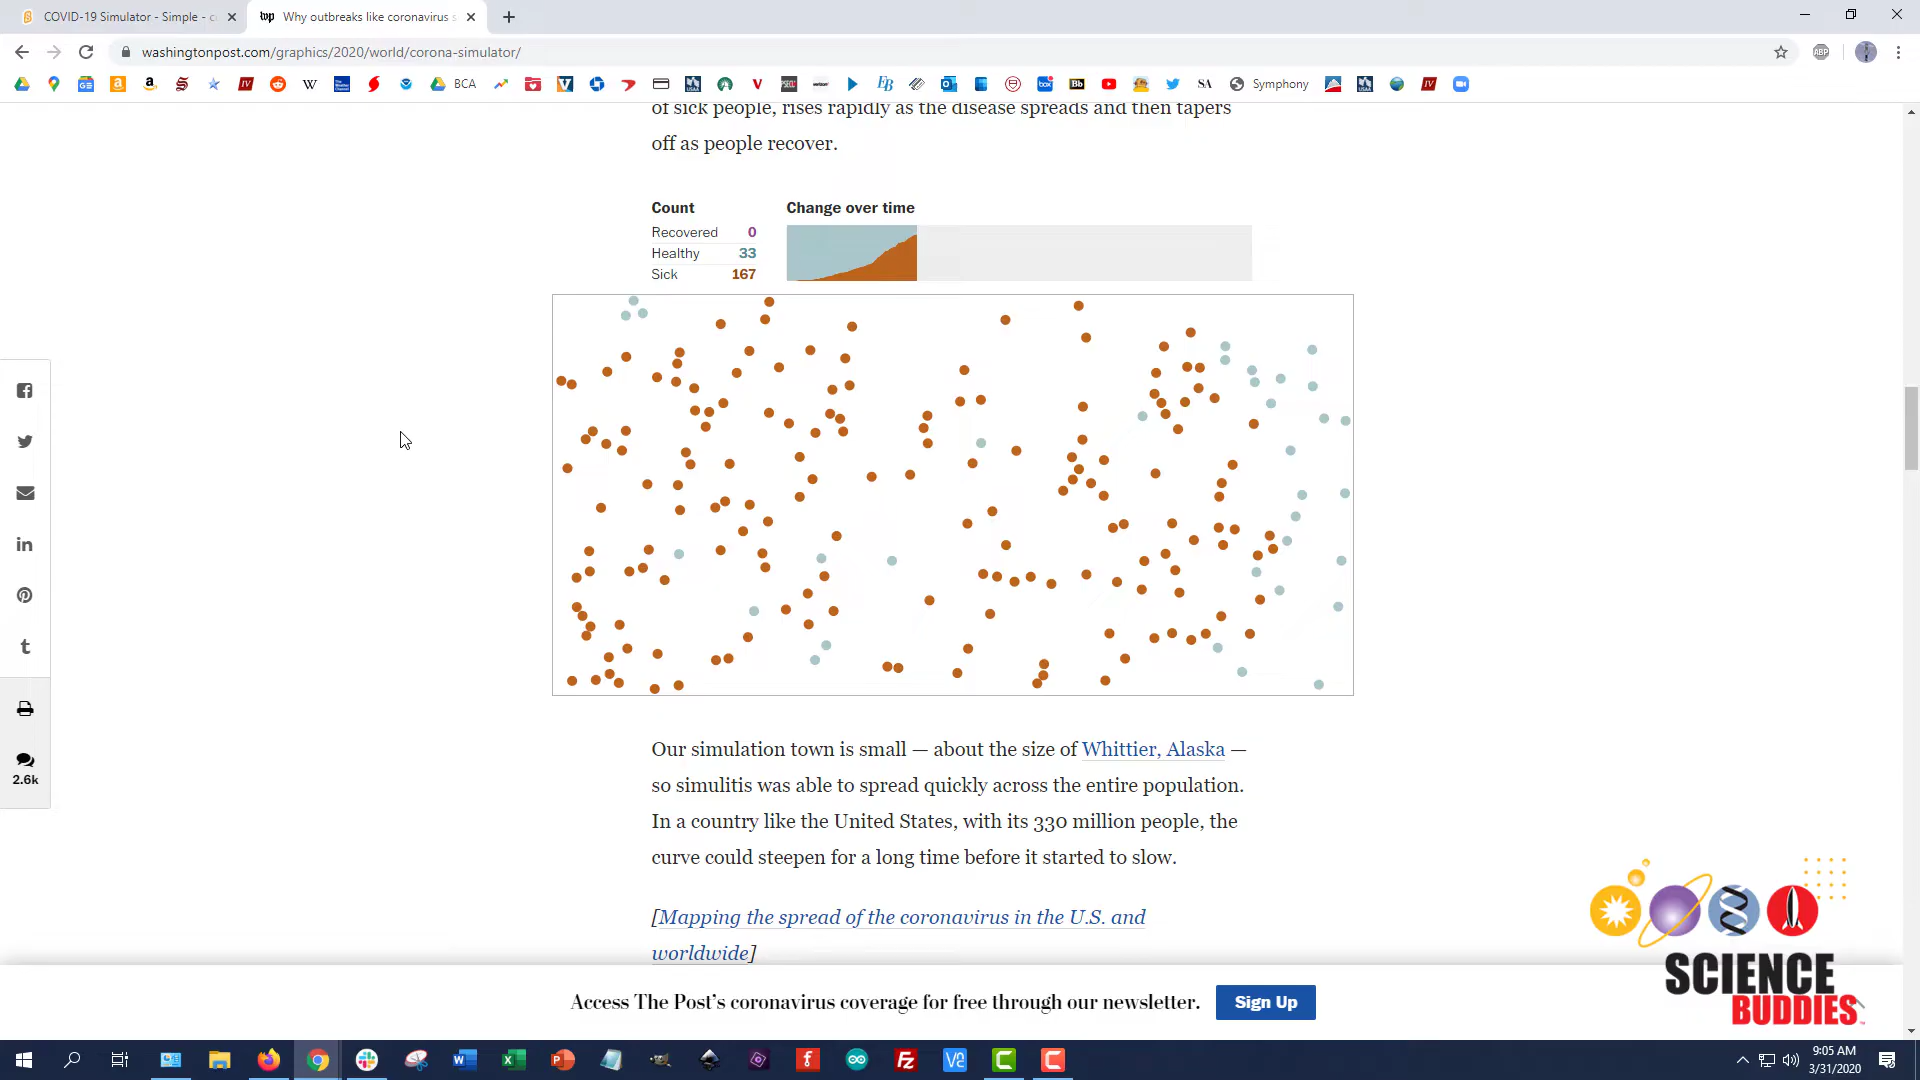 COVID-19 Simulator - Simple - c
Why outbreaks like coronavirus s
washingtonpost.com/graphics/2020/world/corona-simulator/
ABP
BCA
Symphony
of sick people, rises rapidly as the disease spreads and then tapers
off as people recover.
Count
Change over time
Recovered 0
Healthy 33
Sick 167
2.6k
Our simulation town is small — about the size of Whittier, Alaska —
so simulitis was able to spread quickly across the entire population.
In a country like the United States, with its 330 million people, the
curve could steepen for a long time before it started to slow.
[Mapping the spread of the coronavirus in the U.S. and
worldwide]
Access The Post's coronavirus coverage for free through our newsletter.
Sign Up
SCIENCE
BUDDIES
9:05 AM
3/31/2020